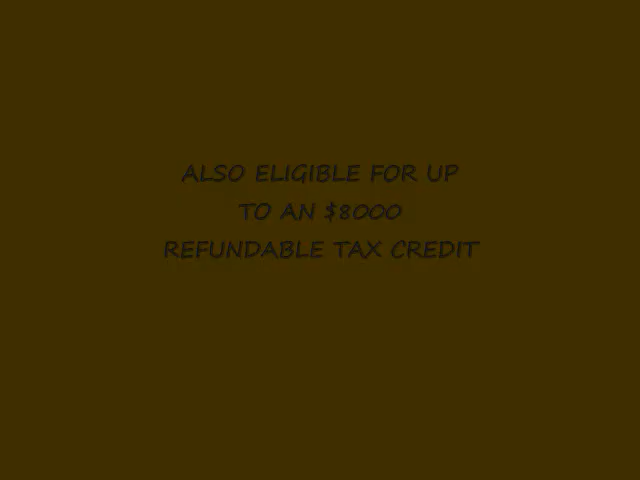 ALSO ELIGIBLE FOR UP
TO AN $8000
REFUNDABLE TAX CREDIT